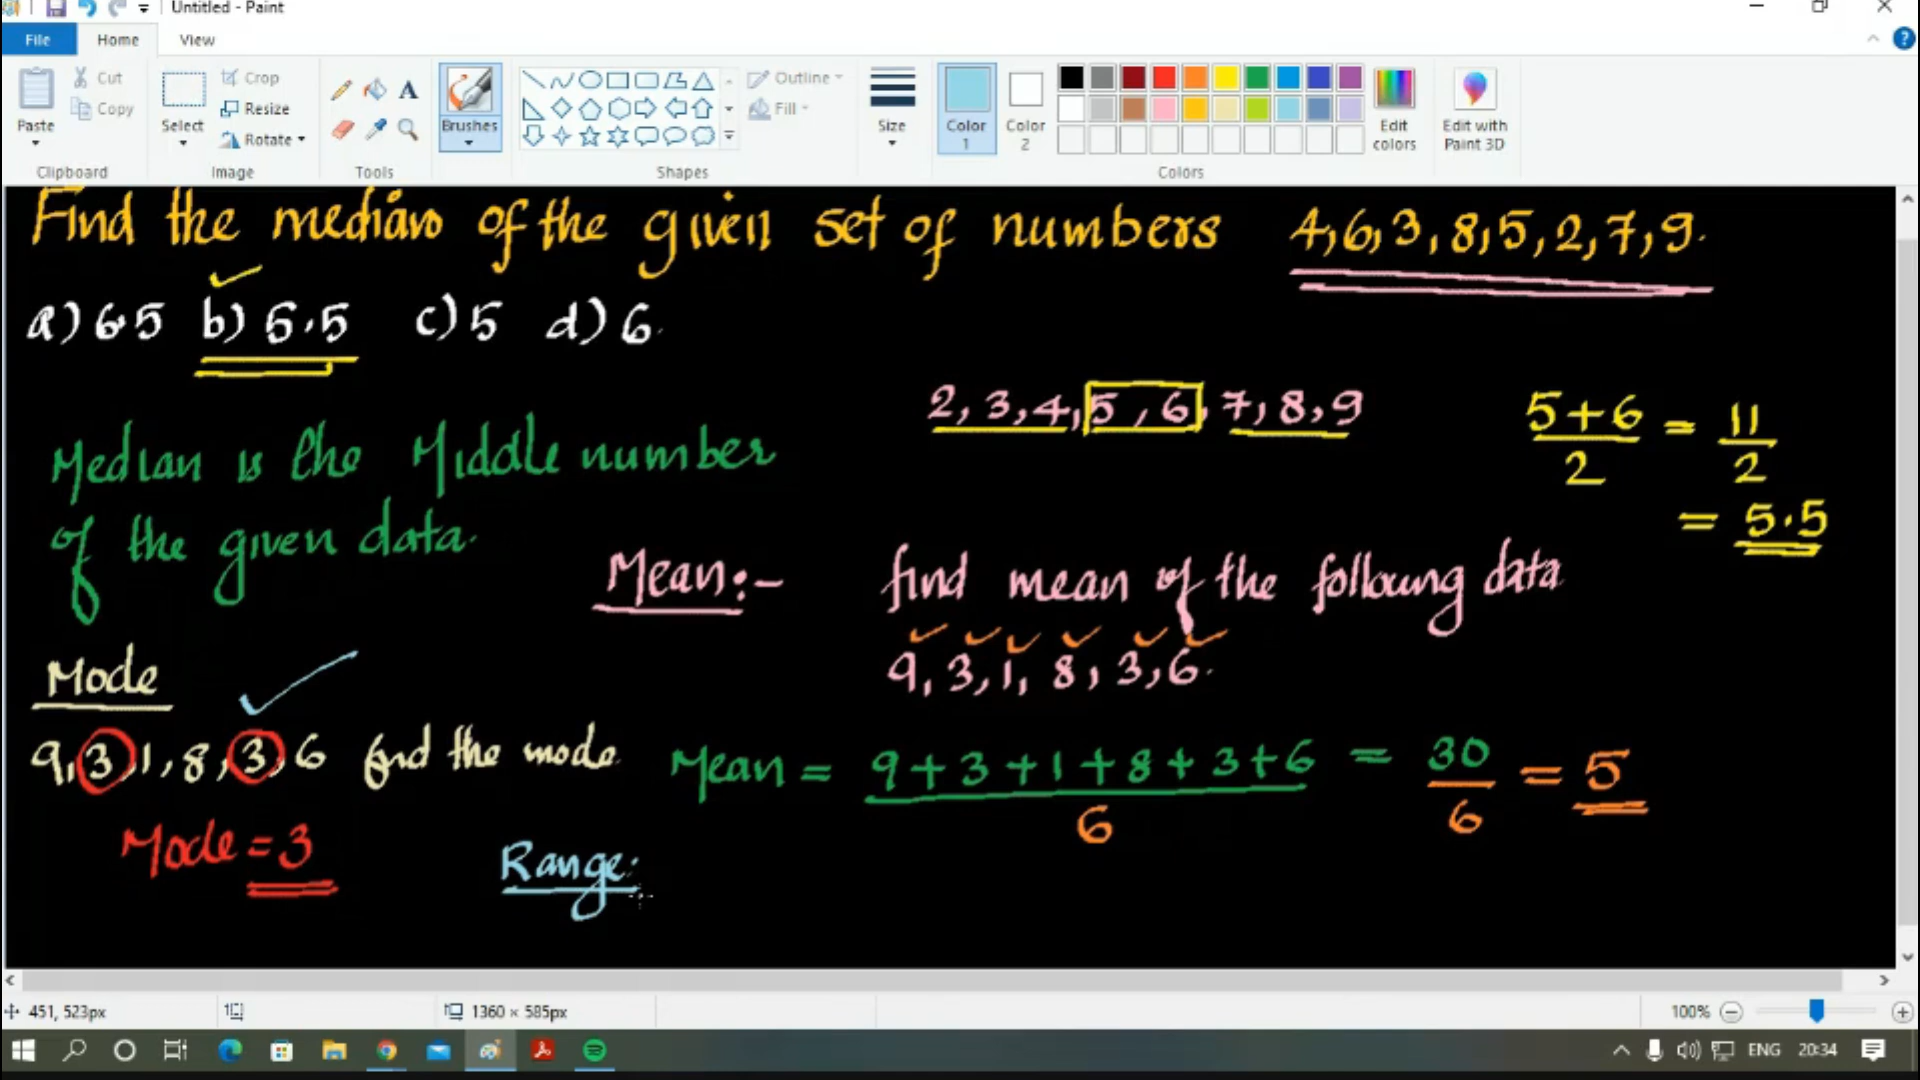 Untitled - Paint
File Home View
Paste
Cut
Copy
Clipboard
Select
Crop
Resize
Rotate
Image
A
Tools
Brushes
Shapes
Outline
Fill
Size
Color 1
Color 2
Colors
Edit colors
Edit with Paint 3D
Find the median of the given set of numbers 4,6,3,8,5,2,7,9.
a) 6.5 b) 5.5 c) 5 d) 6.
2, 3, 4, 5, 6, 7, 8, 9
5+6/2 = 11/2
= 5.5
Median is the Middle number
of the given data.
Mean:- find mean of the following data
9, 3, 1, 8, 3, 6.
Mode
9, 3, 1, 8, 3, 6 find the mode.
Mean = 9+3+1+8+3+6/6 = 30/6 = 5
Mode = 3
Range:
451, 523px
1360 × 585px
100%
ENG 20:34